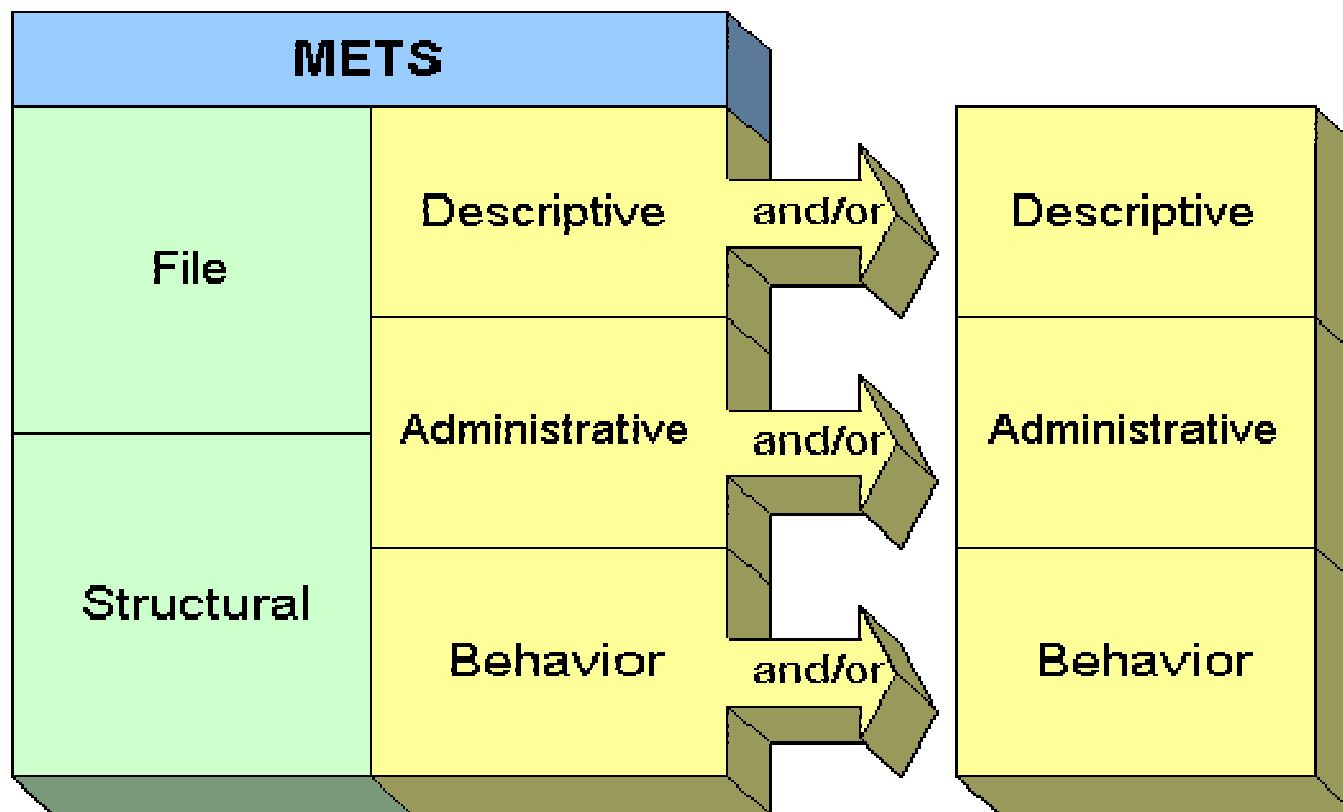 METS
File
Structural
Descriptive
Administrative
Behavior
and/or
and/or
and/or
Descriptive
Administrative
Behavior